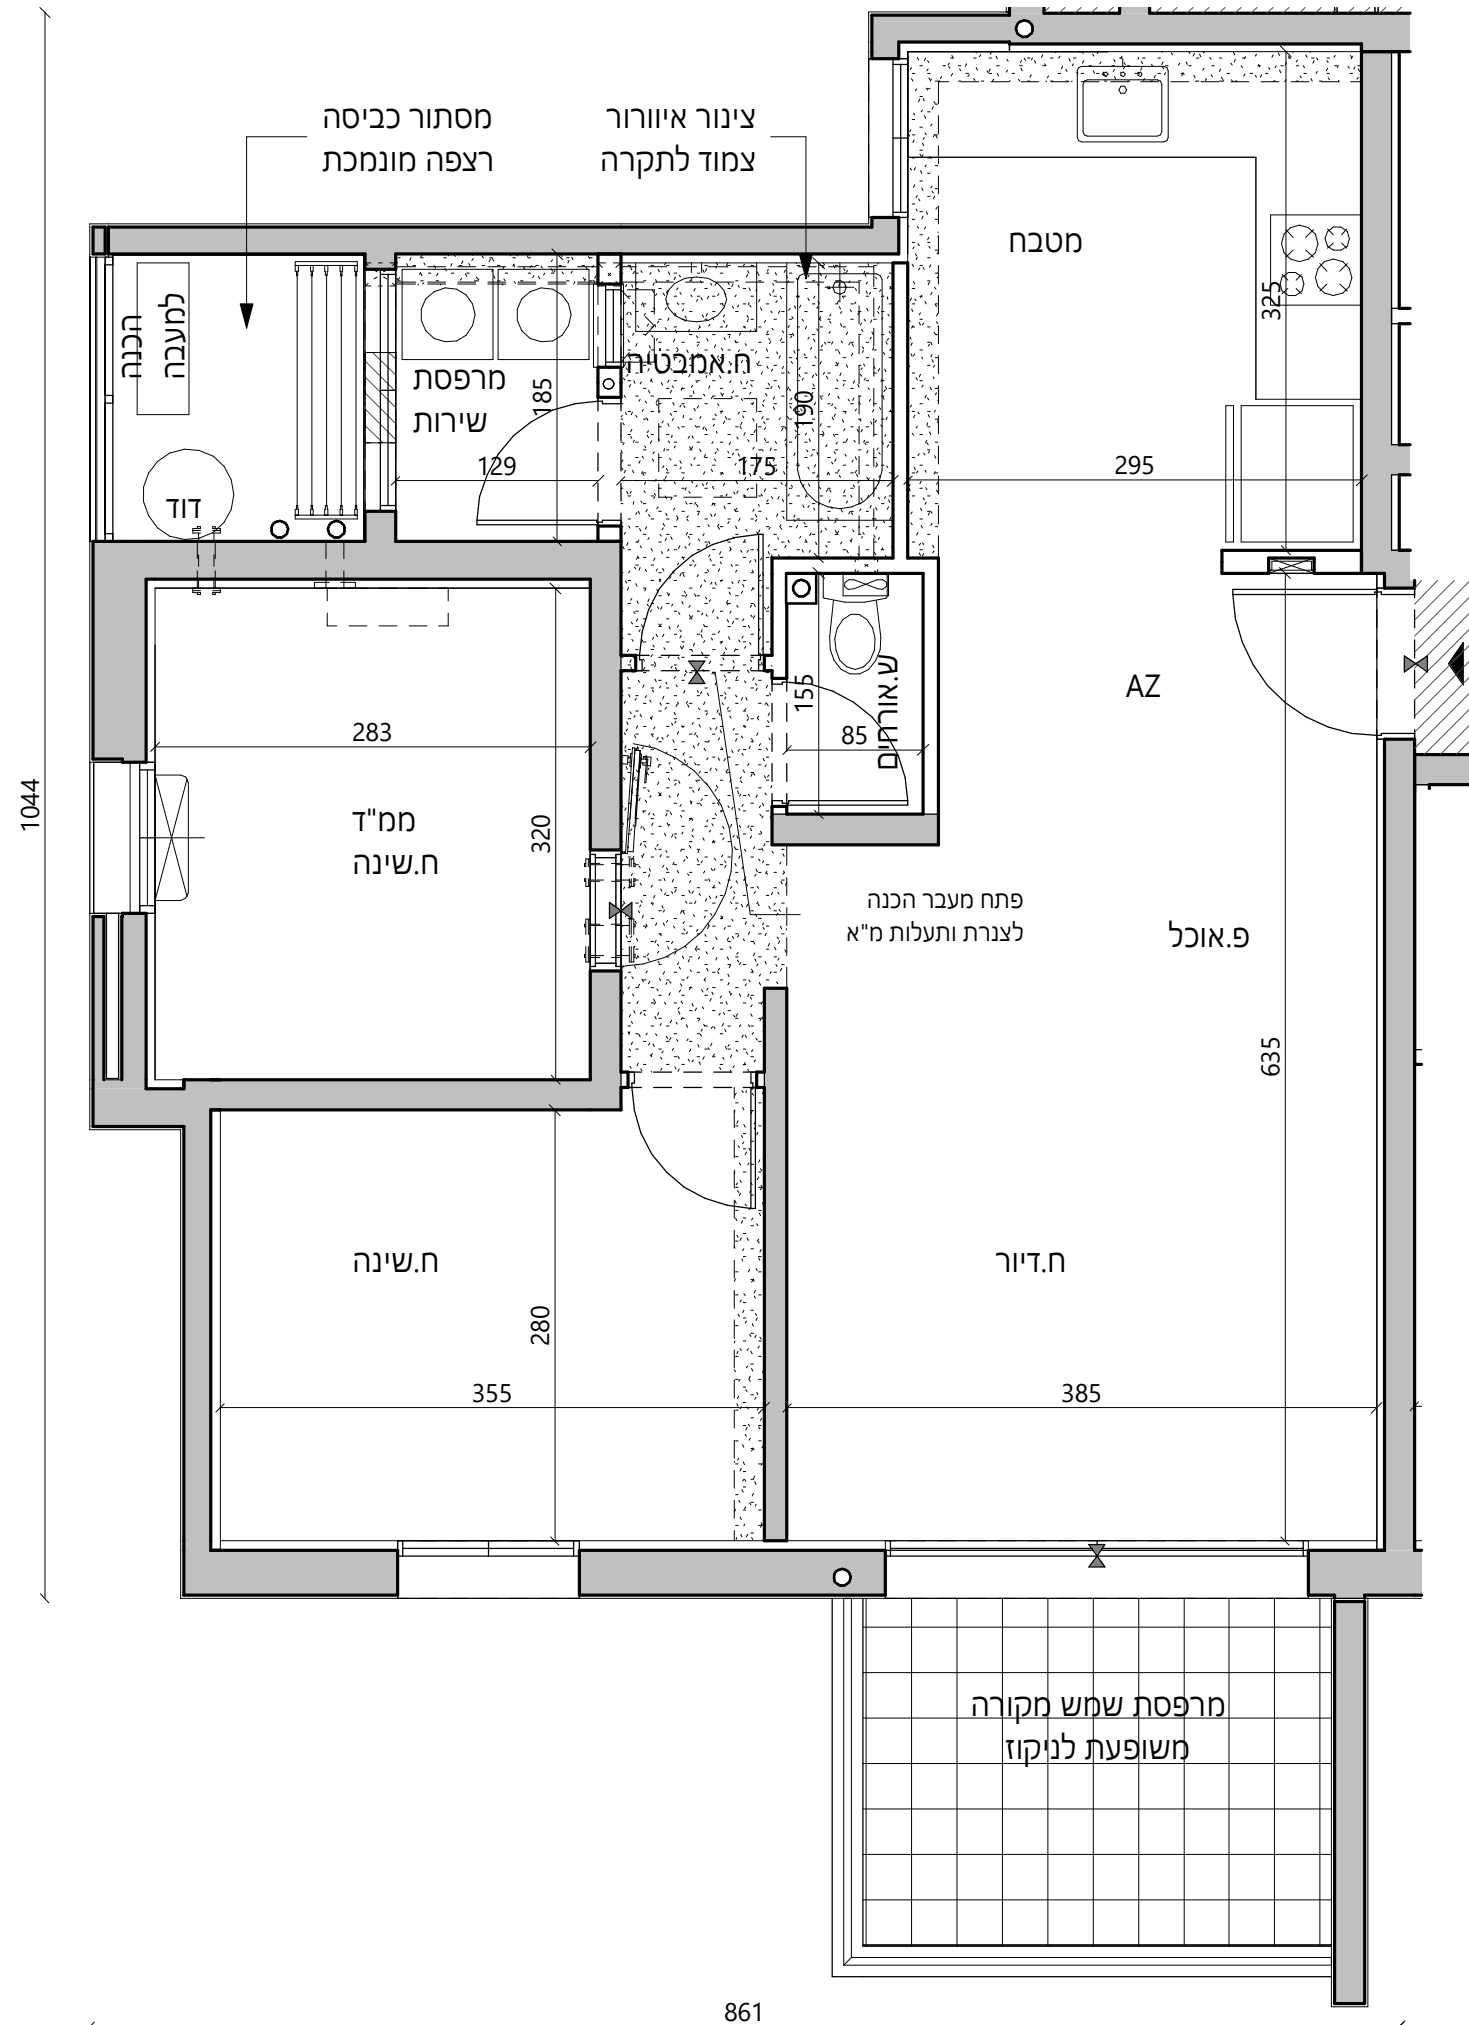 מסתור כביסה
רצפה מונמכת
צינור איוורור
צמוד לתקרה
מטבח
הכנה
למעבה
325
ח.אמבטיה
מרפסת
שירות
185
190
129
175
295
דוד
ש.אורחים
155
AZ
283
85
1044
ממ"ד
ח.שינה
320
פתח מעבר הכנה
לצנרת ותעלות מ"א
פ.אוכל
635
ח.שינה
ח.דיור
280
355
385
מרפסת שמש מקורה
משופעת לניקוז
861